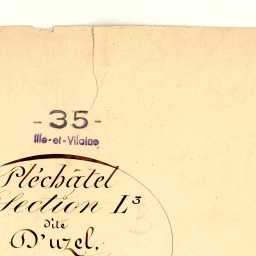 - 35 -
Ille-et-Vilaine
Pléchâtel
Section L³
dite
D'uzel.